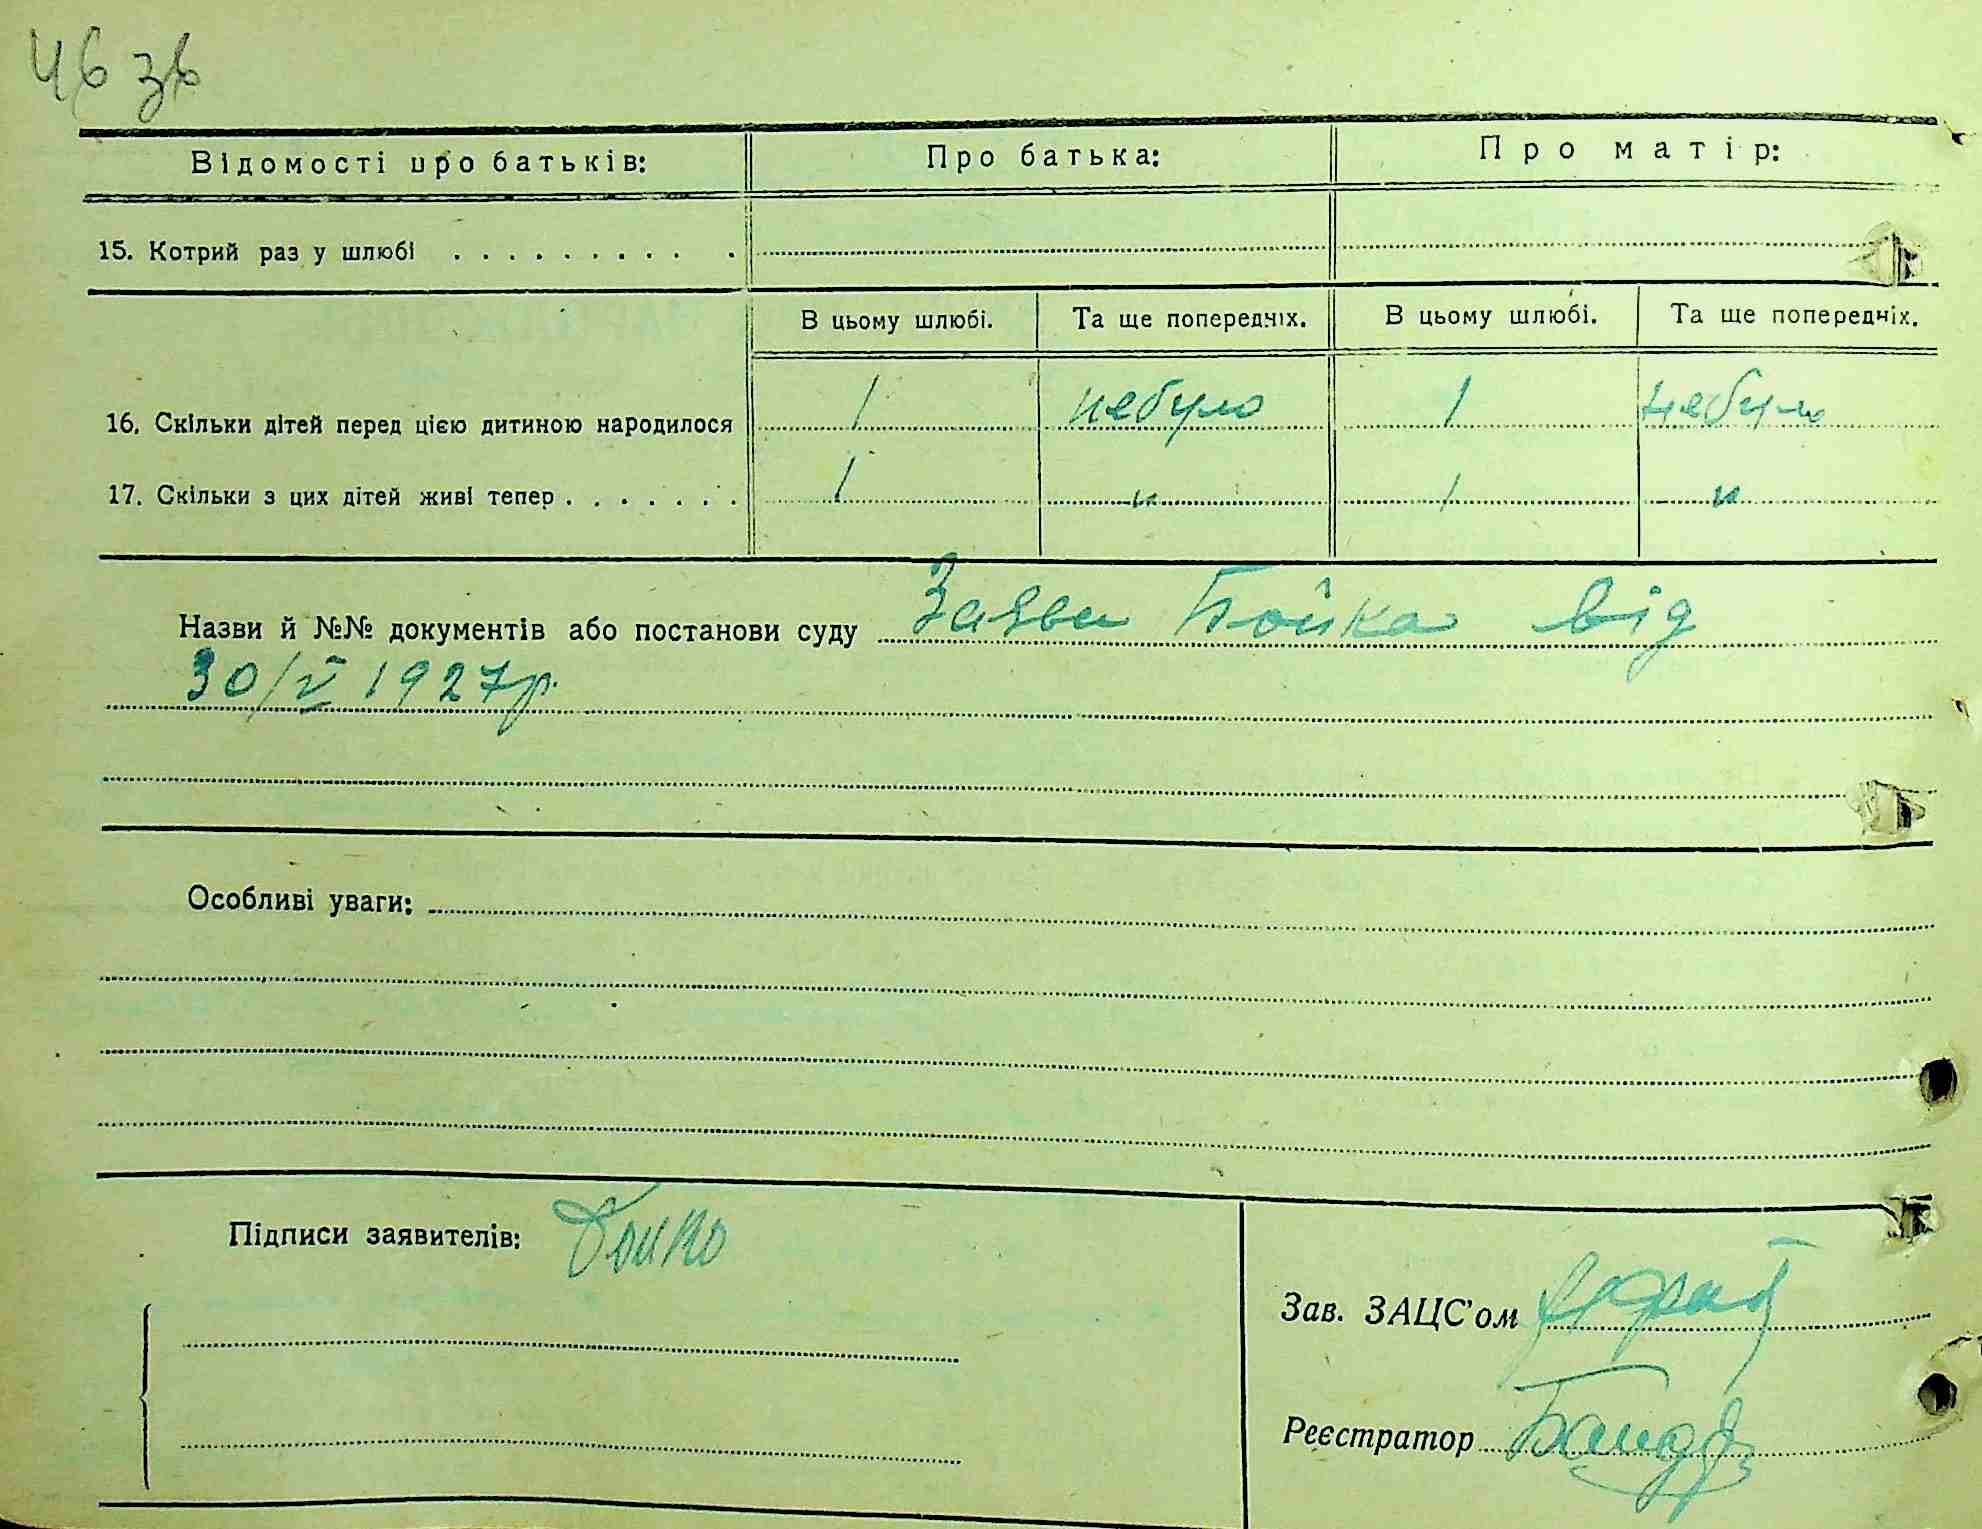 46 зв
Відомості про батьків: Про батька: Про матір:
15. Котрий раз у шлюбі . . . . . . . . . . .
В цьому шлюбі. Та ще попередніх. В цьому шлюбі. Та ще попередніх.
16. Скільки дітей перед цією дитиною народилося 1 небуло 1 небуло
17. Скільки з цих дітей живі тепер . . . . . . . 1 " 1 "
Назви й №№ документів або постанови суду Заява Бойка від
30/V 1927р.
Особливі уваги:
Підписи заявителів: Бойко
Зав. ЗАЦС'ом
Реєстратор